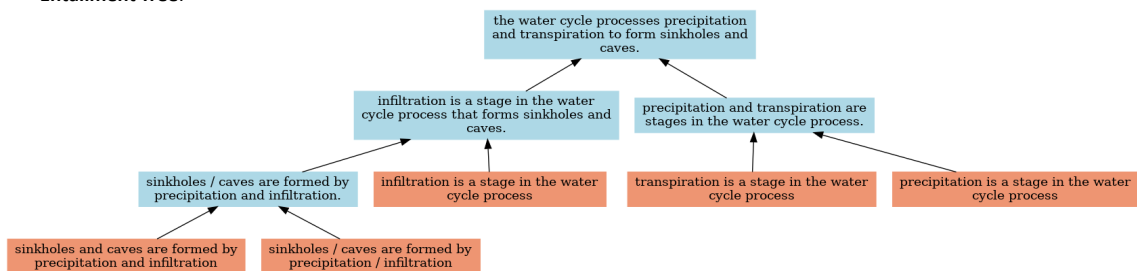 Entailment Tree:
the water cycle processes precipitation
and transpiration to form sinkholes and
caves.
infiltration is a stage in the water
cycle process that forms sinkholes and
caves.
precipitation and transpiration are
stages in the water cycle process.
sinkholes / caves are formed by
precipitation and infiltration.
infiltration is a stage in the water
cycle process
transpiration is a stage in the water
cycle process
precipitation is a stage in the water
cycle process
sinkholes and caves are formed by
precipitation and infiltration
sinkholes / caves are formed by
precipitation / infiltration